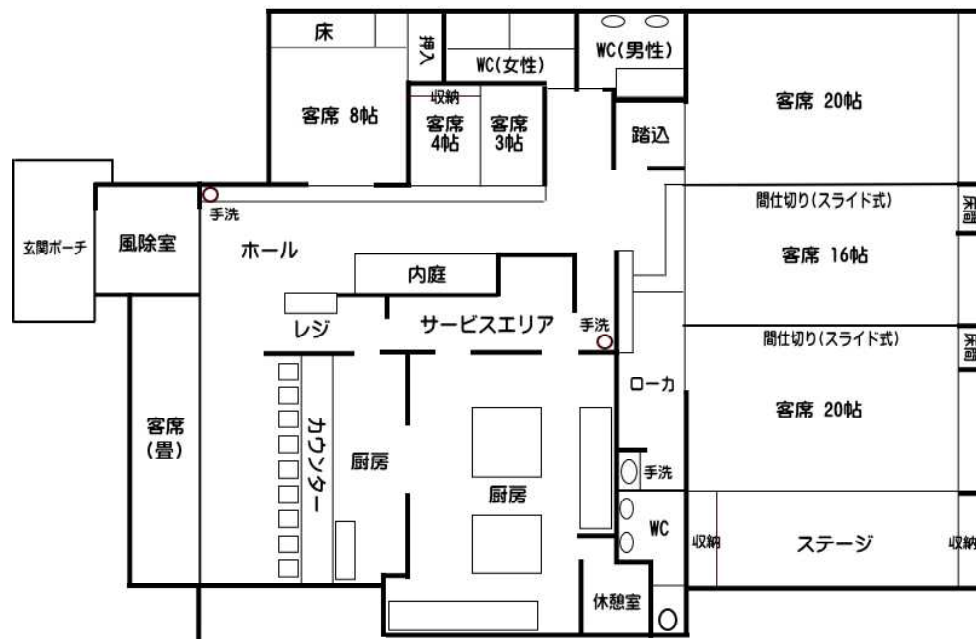 床
押入
WC(女性)
WC(男性)
客席 8帖
収納
客席
4帖
客席
3帖
踏込
客席 20帖
玄関ポーチ
風除室
手洗
ホール
内庭
間仕切り(スライド式)
床間
客席 16帖
レジ
サービスエリア
手洗
間仕切り(スライド式)
床間
ローカ
客席 20帖
客席
(畳)
カウンター
厨房
厨房
手洗
WC
収納
ステージ
収納
休憩室